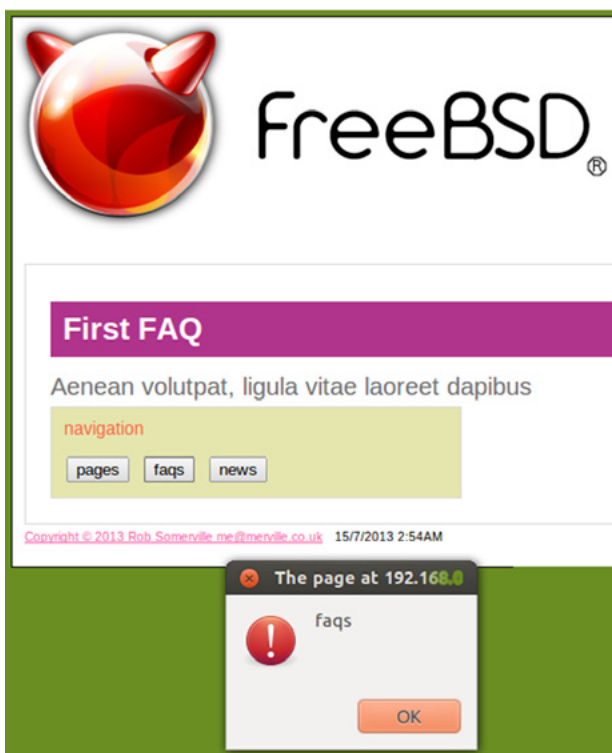 FreeBSD®
First FAQ
Aenean volutpat, ligula vitae laoreet dapibus
navigation
pages faqs news
Copyright © 2013 Rob Somerville me@merville.co.uk 15/7/2013 2:54AM
The page at 192.168.0
faqs
OK